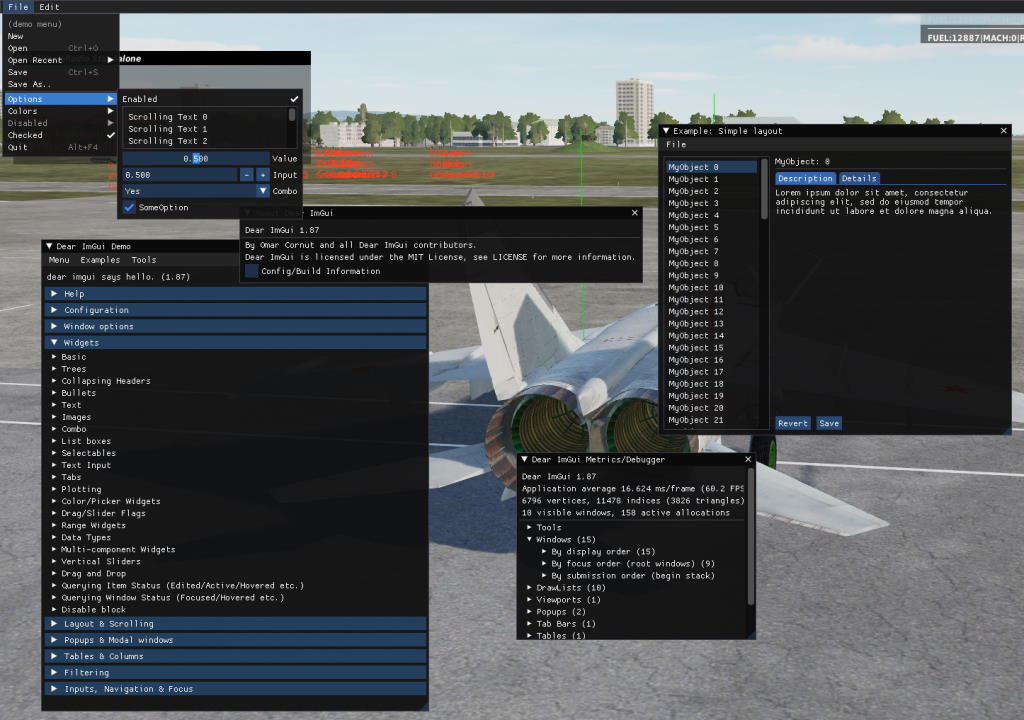 File Edit
(demo menu)
New
Open Ctrl+O
Open Recent
Save Ctrl+S
Save As..
Options
Colors
Disabled
Checked
Quit Alt+F4
Enabled
Scrolling Text 0
Scrolling Text 1
Scrolling Text 2
0.500 Value
0.500 - + Input
Yes Combo
SomeOption
FUEL:12887|MACH:0|R
ImGui
Dear ImGui 1.87
By Omar Cornut and all Dear ImGui contributors.
Dear ImGui is licensed under the MIT License, see LICENSE for more information.
Config/Build Information
Dear ImGui Demo
Menu Examples Tools
dear imgui says hello. (1.87)
Help
Configuration
Window options
Widgets
Basic
Trees
Collapsing Headers
Bullets
Text
Images
Combo
List boxes
Selectables
Text Input
Tabs
Plotting
Color/Picker Widgets
Drag/Slider Flags
Range Widgets
Data Types
Multi-component Widgets
Vertical Sliders
Drag and Drop
Querying Item Status (Edited/Active/Hovered etc.)
Querying Window Status (Focused/Hovered etc.)
Disable block
Layout & Scrolling
Popups & Modal windows
Tables & Columns
Filtering
Inputs, Navigation & Focus
Example: Simple layout
File
MyObject 0
MyObject 1
MyObject 2
MyObject 3
MyObject 4
MyObject 5
MyObject 6
MyObject 7
MyObject 8
MyObject 9
MyObject 10
MyObject 11
MyObject 12
MyObject 13
MyObject 14
MyObject 15
MyObject 16
MyObject 17
MyObject 18
MyObject 19
MyObject 20
MyObject 21
MyObject: 0
Description Details
Lorem ipsum dolor sit amet, consectetur
adipiscing elit, sed do eiusmod tempor
incididunt ut labore et dolore magna aliqua.
Revert Save
Dear ImGui Metrics/Debugger
Dear ImGui 1.87
Application average 16.624 ms/frame (60.2 FPS
6796 vertices, 11478 indices (3826 triangles)
10 visible windows, 158 active allocations
Tools
Windows (15)
By display order (15)
By focus order (root windows) (9)
By submission order (begin stack)
DrawLists (10)
Viewports (1)
Popups (2)
Tab Bars (1)
Tables (1)